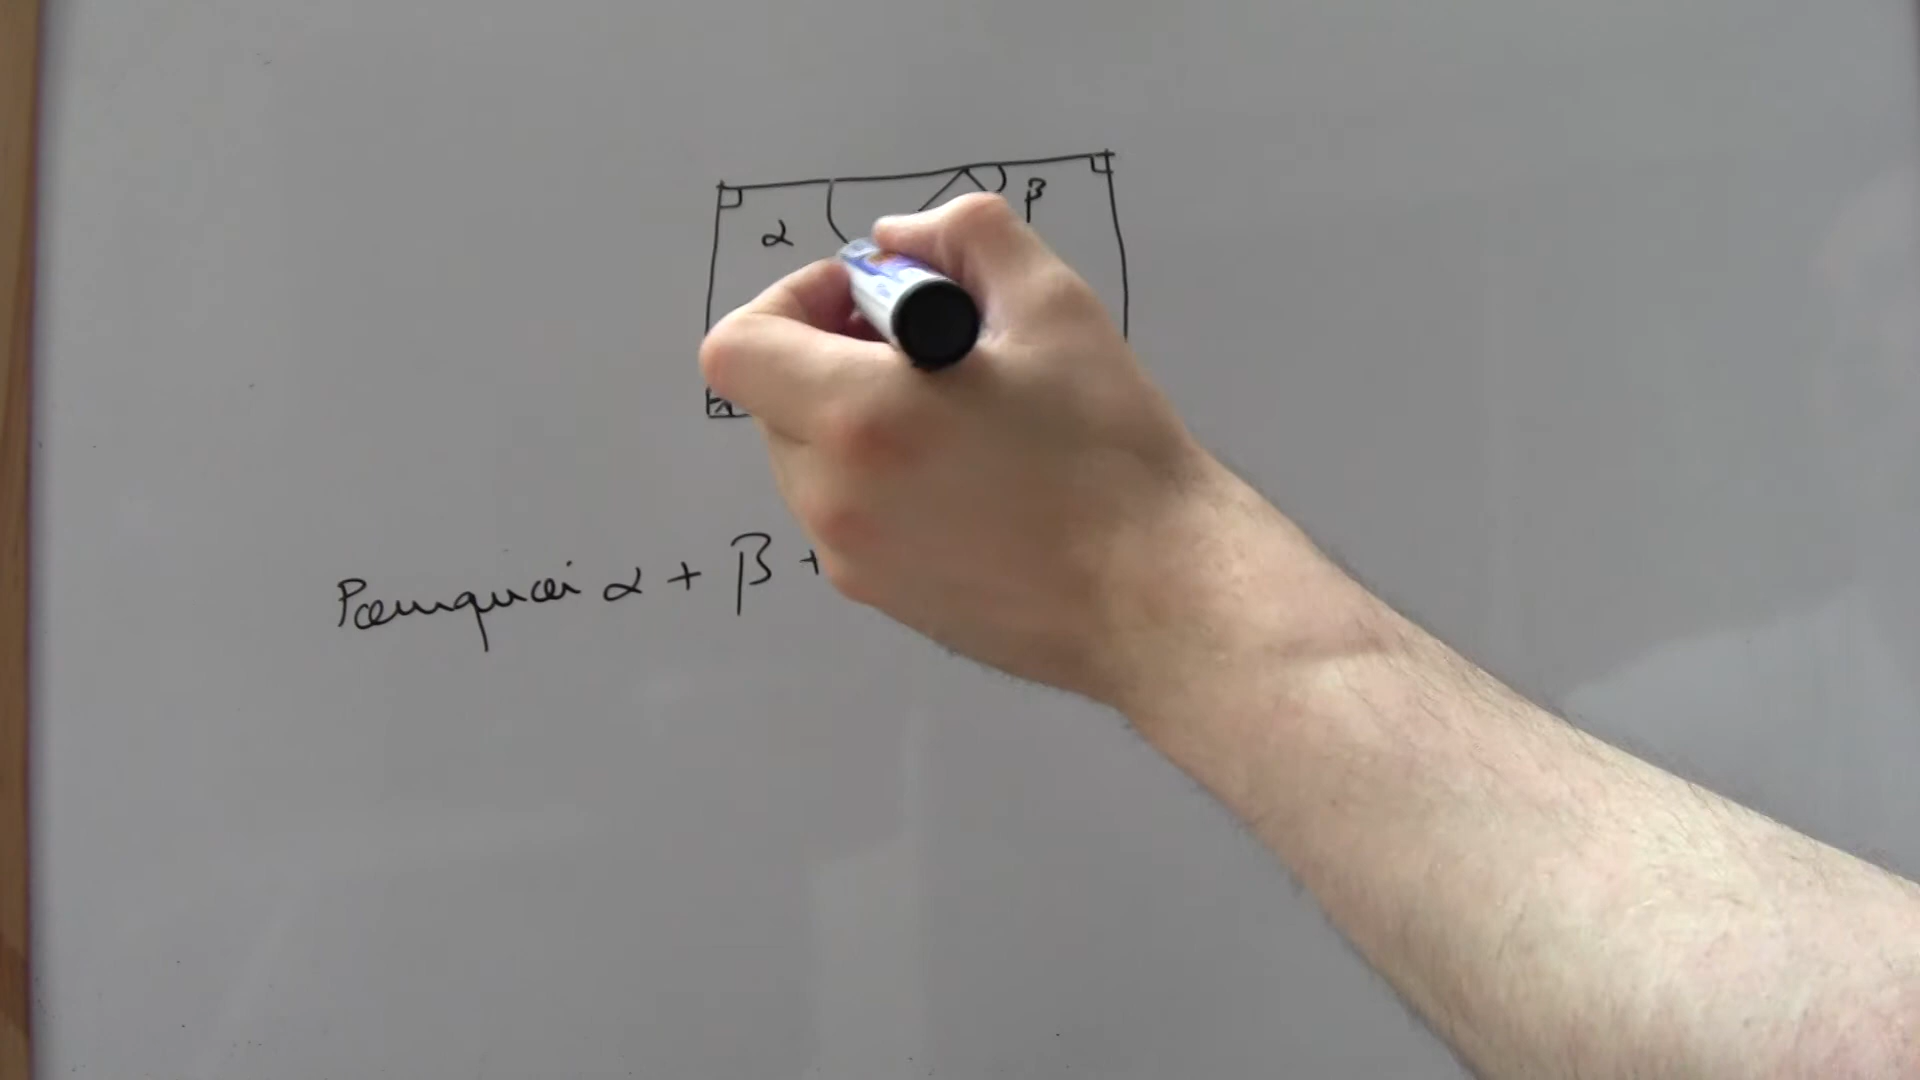 α β
Pourquoi α + β +